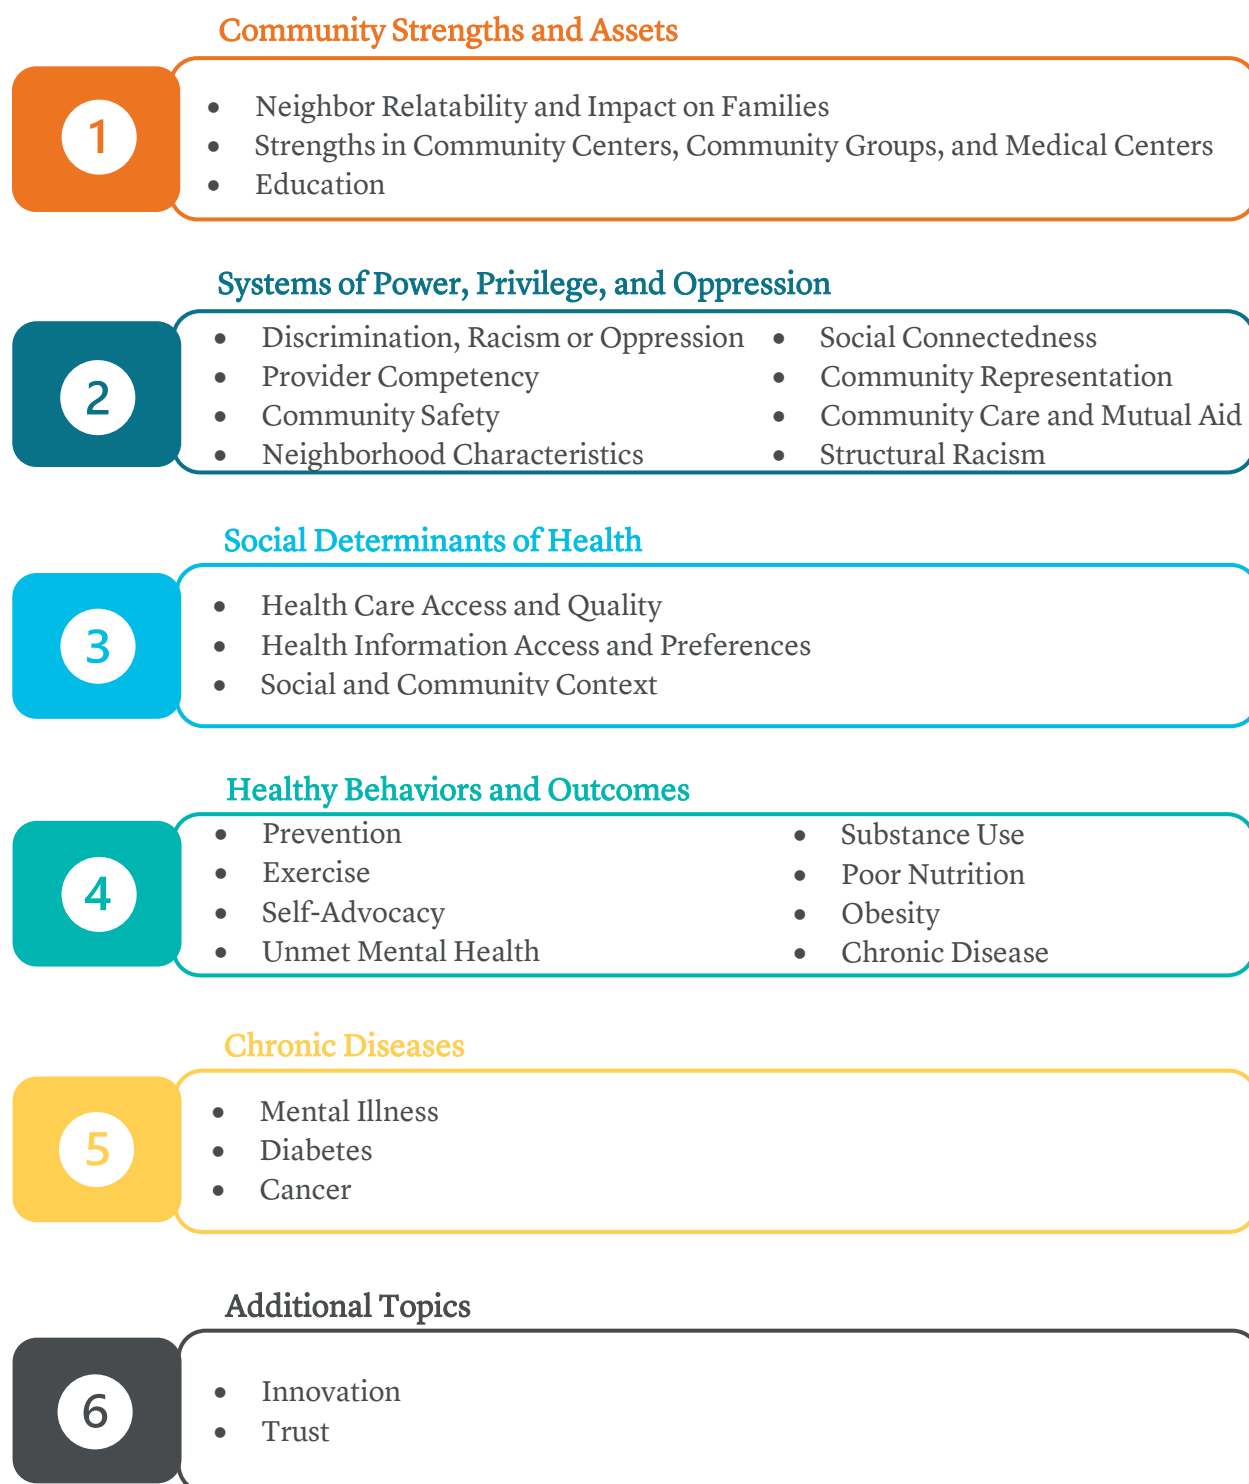 Community Strengths and Assets
1
• Neighbor Relatability and Impact on Families
• Strengths in Community Centers, Community Groups, and Medical Centers
• Education
Systems of Power, Privilege, and Oppression
2
• Discrimination, Racism or Oppression
• Provider Competency
• Community Safety
• Neighborhood Characteristics
• Social Connectedness
• Community Representation
• Community Care and Mutual Aid
• Structural Racism
Social Determinants of Health
3
• Health Care Access and Quality
• Health Information Access and Preferences
• Social and Community Context
Healthy Behaviors and Outcomes
4
• Prevention
• Exercise
• Self-Advocacy
• Unmet Mental Health
• Substance Use
• Poor Nutrition
• Obesity
• Chronic Disease
Chronic Diseases
5
• Mental Illness
• Diabetes
• Cancer
Additional Topics
6
• Innovation
• Trust